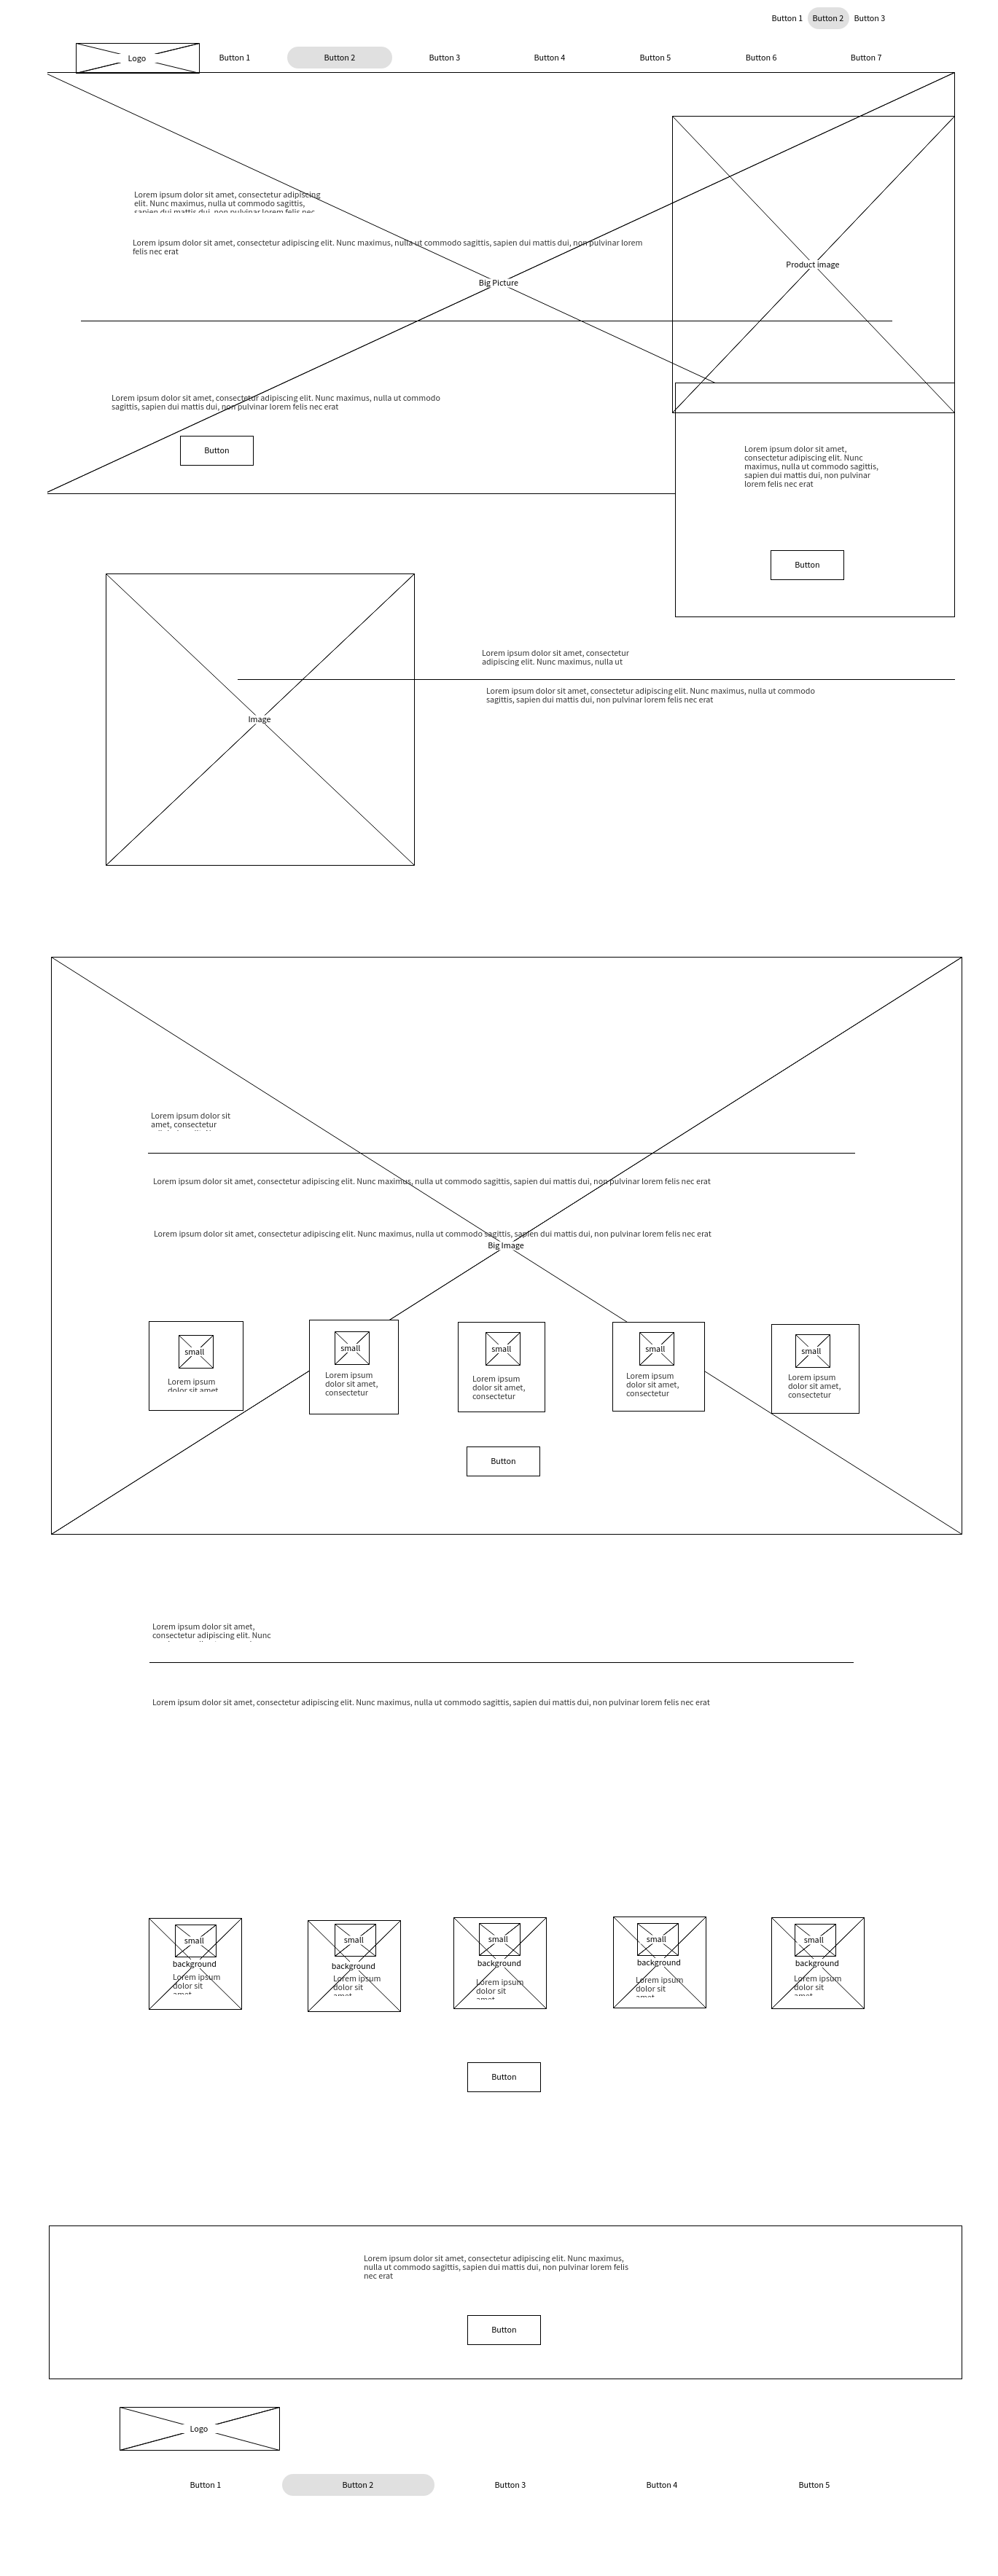 Button 1 Button 2 Button 3
Logo Button 1 Button 2 Button 3 Button 4 Button 5 Button 6 Button 7
Lorem ipsum dolor sit amet, consectetur adipiscing
elit. Nunc maximus, nulla ut commodo sagittis,
sapien dui mattis dui, non pulvinar lorem felis nec
Lorem ipsum dolor sit amet, consectetur adipiscing elit. Nunc maximus, nulla ut commodo sagittis, sapien dui mattis dui, non pulvinar lorem
felis nec erat
Product image
Big Picture
Lorem ipsum dolor sit amet, consectetur adipiscing elit. Nunc maximus, nulla ut commodo
sagittis, sapien dui mattis dui, non pulvinar lorem felis nec erat
Button
Lorem ipsum dolor sit amet,
consectetur adipiscing elit. Nunc
maximus, nulla ut commodo sagittis,
sapien dui mattis dui, non pulvinar
lorem felis nec erat
Button
Lorem ipsum dolor sit amet, consectetur
adipiscing elit. Nunc maximus, nulla ut
Lorem ipsum dolor sit amet, consectetur adipiscing elit. Nunc maximus, nulla ut commodo
sagittis, sapien dui mattis dui, non pulvinar lorem felis nec erat
Image
Lorem ipsum dolor sit
amet, consectetur
Lorem ipsum dolor sit amet, consectetur adipiscing elit. Nunc maximus, nulla ut commodo sagittis, sapien dui mattis dui, non pulvinar lorem felis nec erat
Lorem ipsum dolor sit amet, consectetur adipiscing elit. Nunc maximus, nulla ut commodo sagittis, sapien dui mattis dui, non pulvinar lorem felis nec erat
Big Image
small
Lorem ipsum
dolor sit amet,
small
Lorem ipsum
dolor sit amet,
consectetur
small
Lorem ipsum
dolor sit amet,
consectetur
small
Lorem ipsum
dolor sit amet,
consectetur
small
Lorem ipsum
dolor sit amet,
consectetur
Button
Lorem ipsum dolor sit amet,
consectetur adipiscing elit. Nunc
Lorem ipsum dolor sit amet, consectetur adipiscing elit. Nunc maximus, nulla ut commodo sagittis, sapien dui mattis dui, non pulvinar lorem felis nec erat
small
background
Lorem ipsum
dolor sit
amet
small
background
Lorem ipsum
dolor sit
amet
small
background
Lorem ipsum
dolor sit
amet
small
background
Lorem ipsum
dolor sit
amet
small
background
Lorem ipsum
dolor sit
amet
Button
Lorem ipsum dolor sit amet, consectetur adipiscing elit. Nunc maximus,
nulla ut commodo sagittis, sapien dui mattis dui, non pulvinar lorem felis
nec erat
Button
Logo
Button 1 Button 2 Button 3 Button 4 Button 5